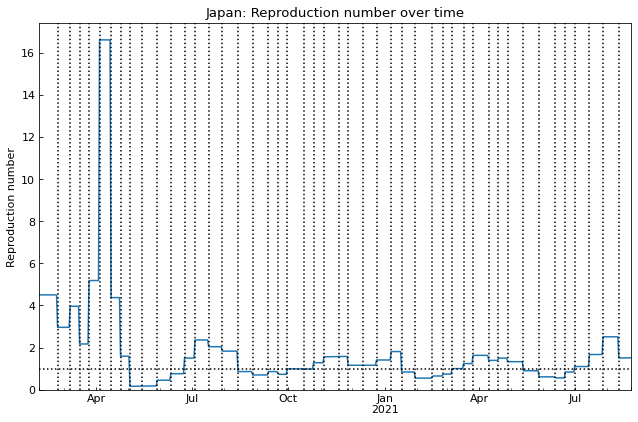 Japan: Reproduction number over time
Reproduction number
16
14
12
10
8
6
4
2
0
Apr
Jul
Oct
Jan
2021
Apr
Jul